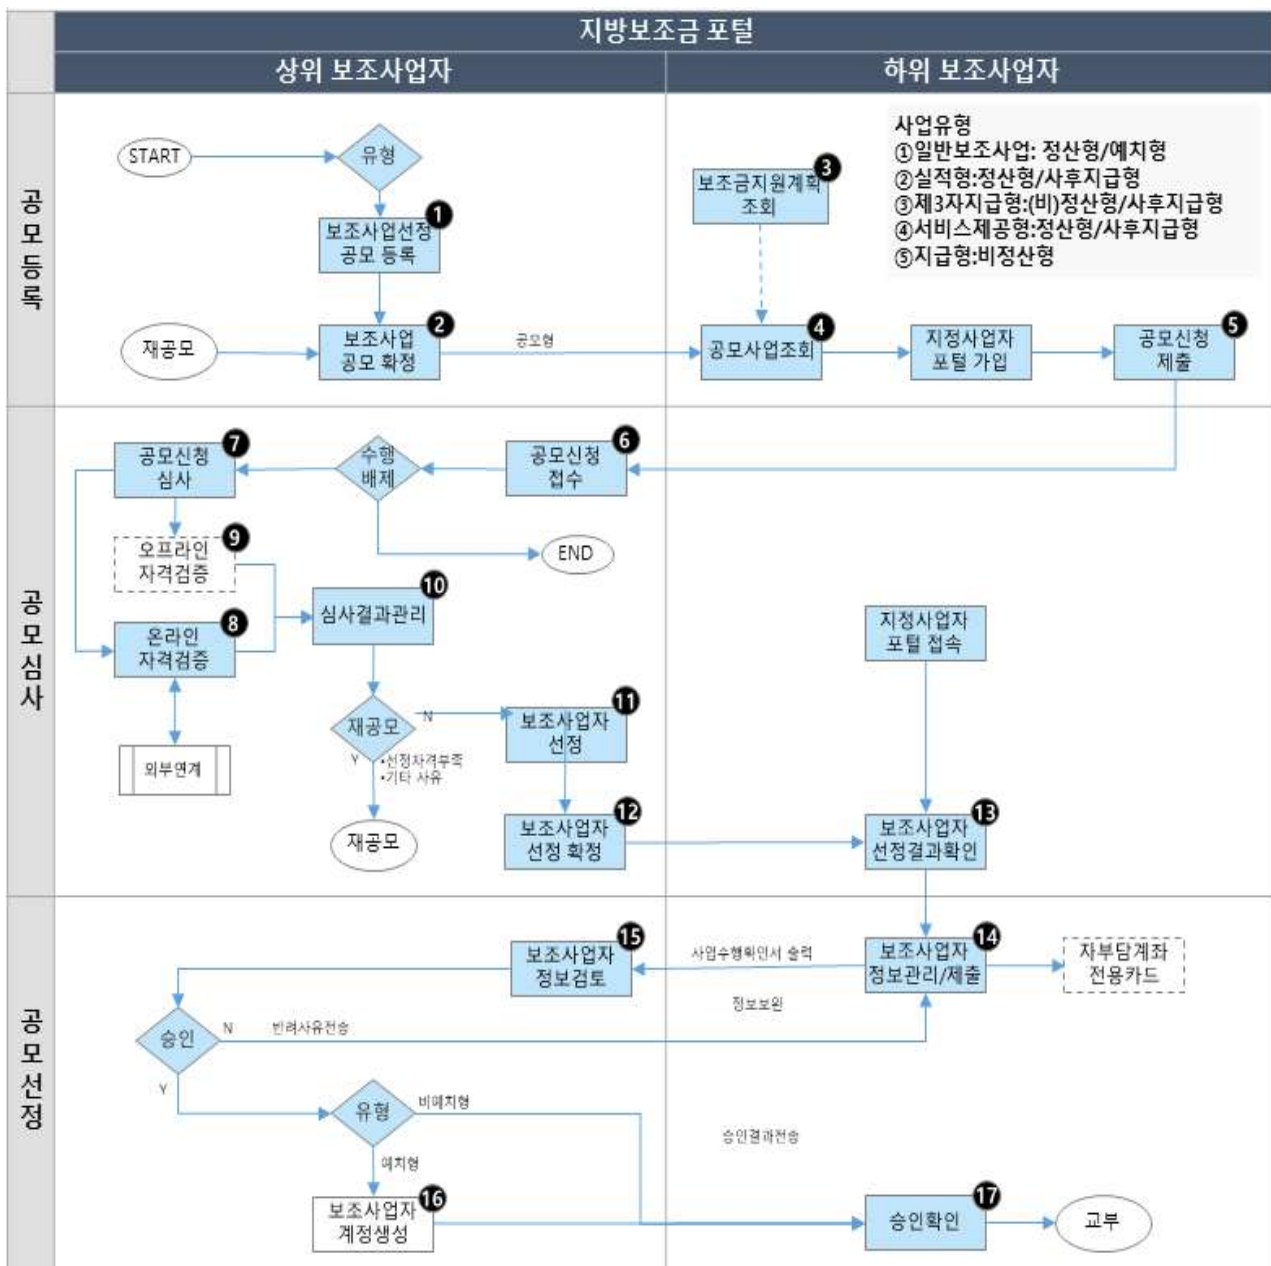 지방보조금 포털
상위 보조사업자
하위 보조사업자
공모등록
START
유형
1
보조사업선정
공모 등록
재공모
2
보조사업
공모 확정
공모형
3
보조금지원계획
조회
사업유형
①일반보조사업: 정산형/예치형
②실적형:정산형/사후지급형
③제3자지급형:(비)정산형/사후지급형
④서비스제공형:정산형/사후지급형
⑤지급형:비정산형
4
공모사업조회
지정사업자
포털 가입
5
공모신청
제출
공모심사
7
공모신청
심사
수행
배제
6
공모신청
접수
9
오프라인
자격검증
END
10
심사결과관리
8
온라인
자격검증
외부연계
재공모
N
Y
•선정자격부족
•기타 사유
재공모
11
보조사업자
선정
12
보조사업자
선정 확정
지정사업자
포털 접속
13
보조사업자
선정결과확인
공모선정
15
보조사업자
정보검토
사업수행확인서 출력
14
보조사업자
정보관리/제출
자부담계좌
전용카드
정보보완
승인
N
반려사유전송
Y
유형
비예치형
예치형
승인결과전송
16
보조사업자
계정생성
17
승인확인
교부